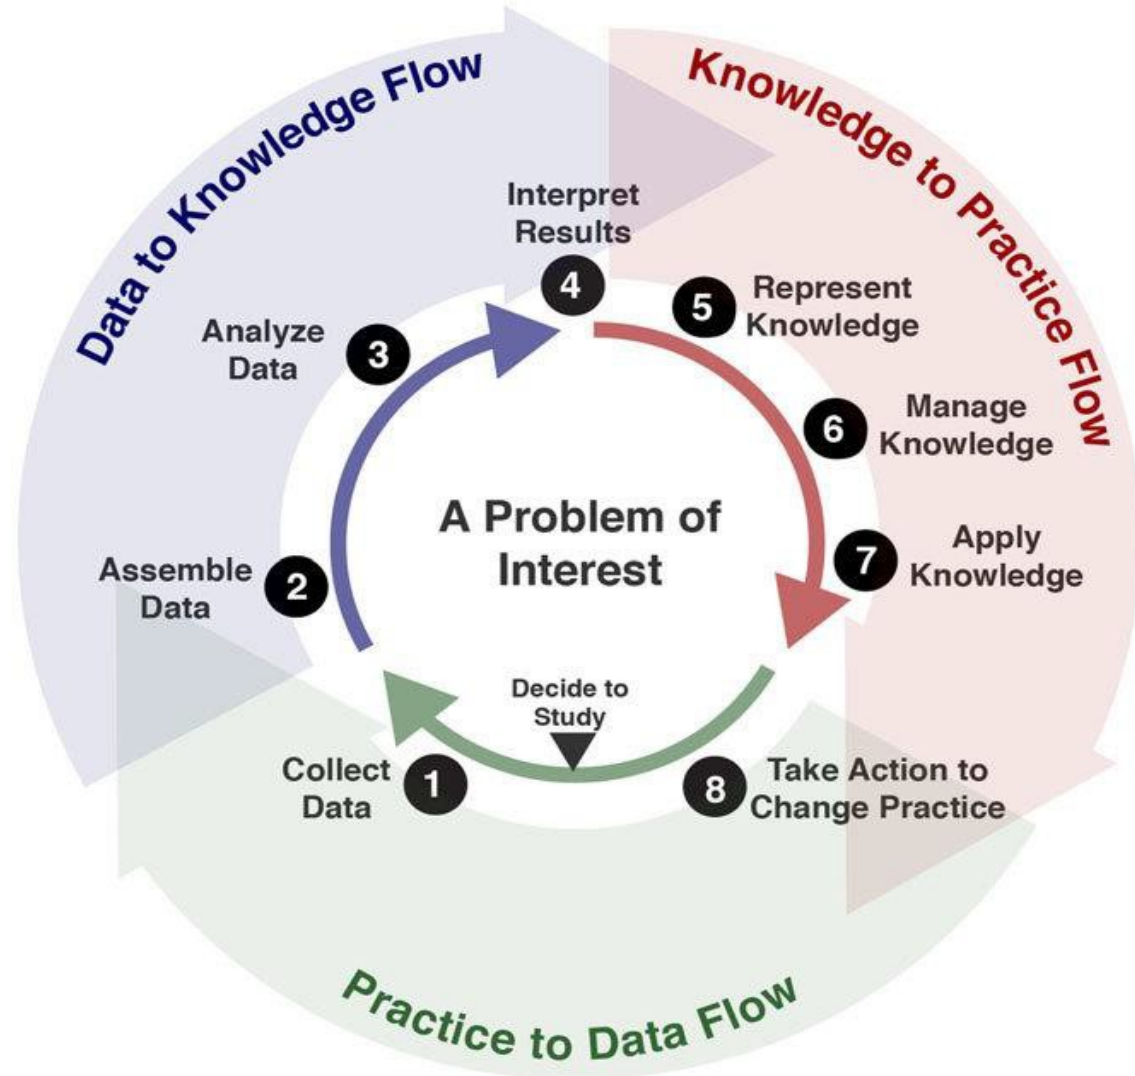 Data to Knowledge Flow
Knowledge to Practice Flow
Interpret
Results
4
5
Represent
Knowledge
Analyze
Data
3
6
Manage
Knowledge
A Problem of
Interest
7
Apply
Knowledge
Assemble
Data
2
Decide to
Study
Collect
Data
1
8
Take Action to
Change Practice
Practice to Data Flow